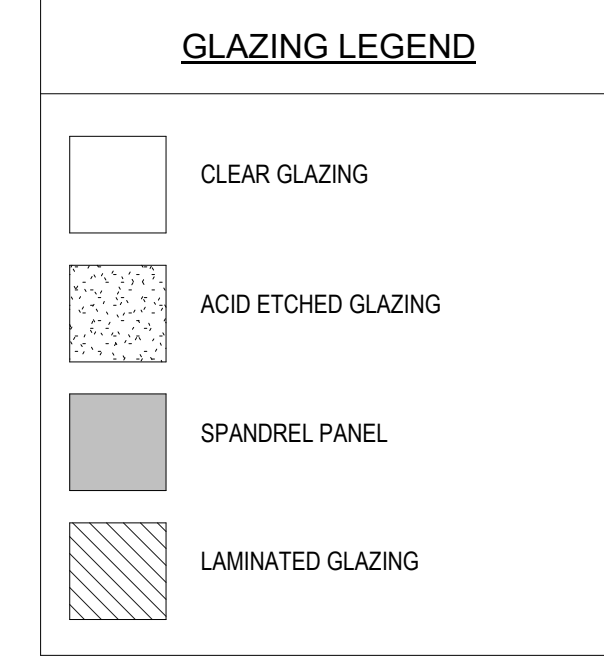 GLAZING LEGEND
CLEAR GLAZING
ACID ETCHED GLAZING
SPANDREL PANEL
LAMINATED GLAZING